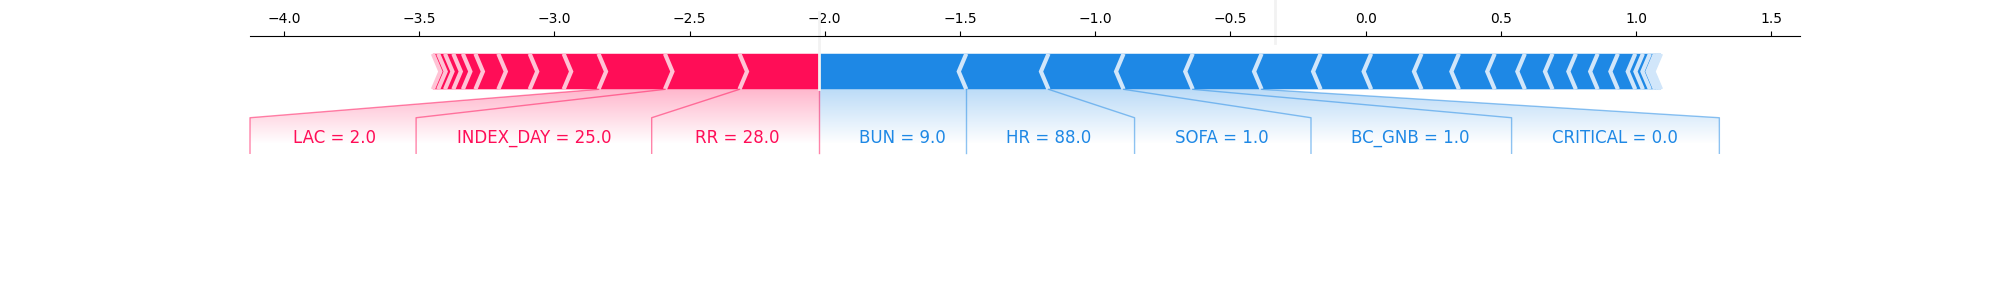 −4.0 −3.5 −3.0 −2.5 −2.0 −1.5 −1.0 −0.5 0.0 0.5 1.0 1.5
LAC = 2.0 INDEX_DAY = 25.0 RR = 28.0 BUN = 9.0 HR = 88.0 SOFA = 1.0 BC_GNB = 1.0 CRITICAL = 0.0